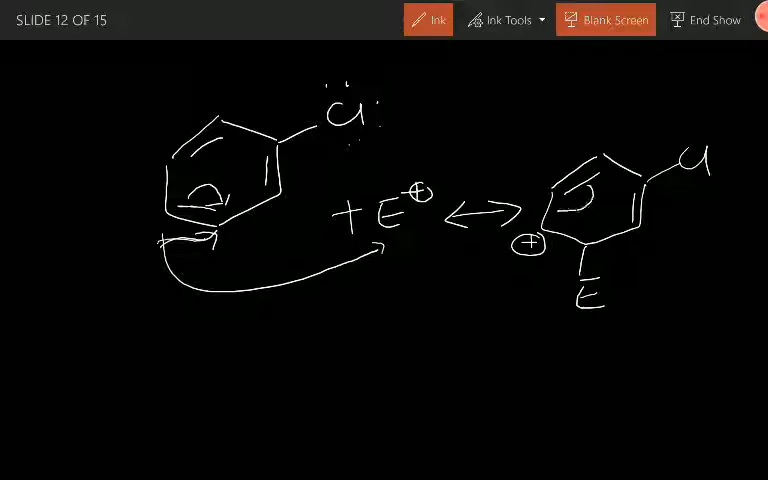 SLIDE 12 OF 15
Ink
Ink Tools
Blank Screen
End Show
Cl
Cl
+ E⊕
⊕
E